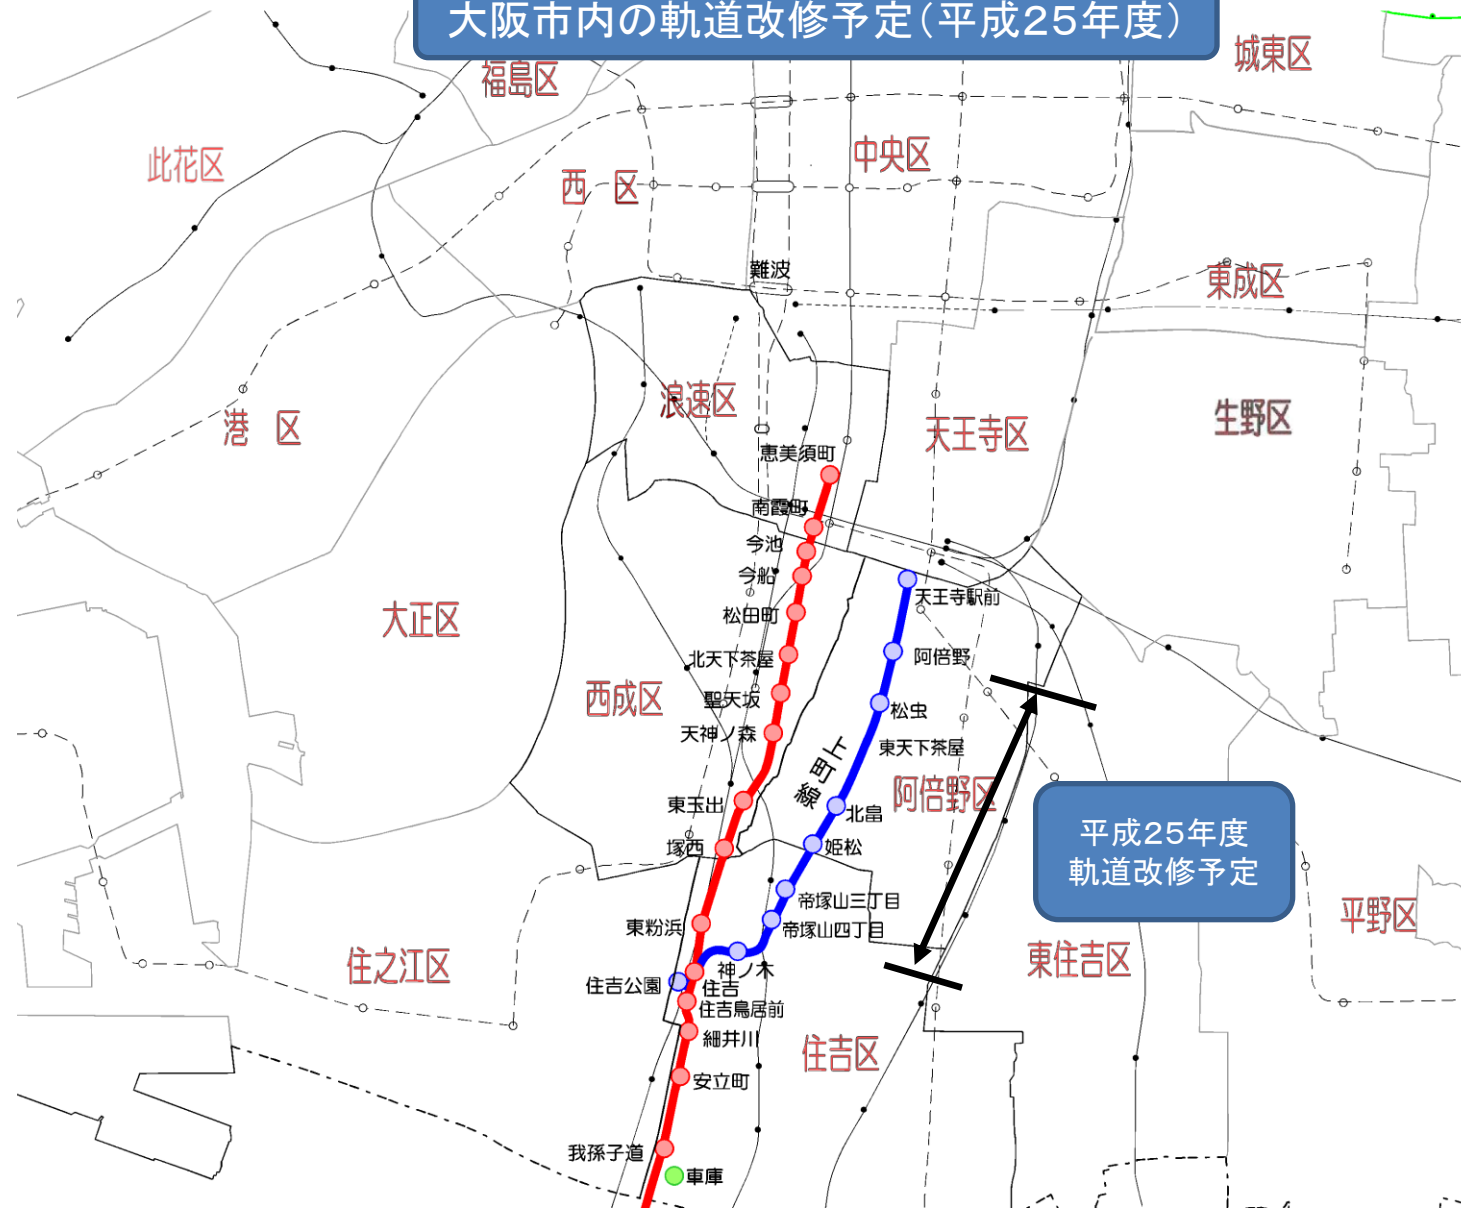 大阪市内の軌道改修予定（平成２５年度）
城東区
福島区
此花区
中央区
西　区
難波
東成区
浪速区
港　区
天王寺区
生野区
恵美須町
南霞町
今池
今船
松田町
天王寺駅前
大正区
北天下茶屋
阿倍野
西成区
聖天坂
松虫
天神ノ森
上町線
東天下茶屋
阿倍野区
東玉出
北畠
平成２５年度
軌道改修予定
塚西
姫松
帝塚山三丁目
平野区
東粉浜
帝塚山四丁目
住之江区
神ノ木
東住吉区
住吉公園
住吉
住吉鳥居前
細井川
住吉区
安立町
我孫子道
車庫